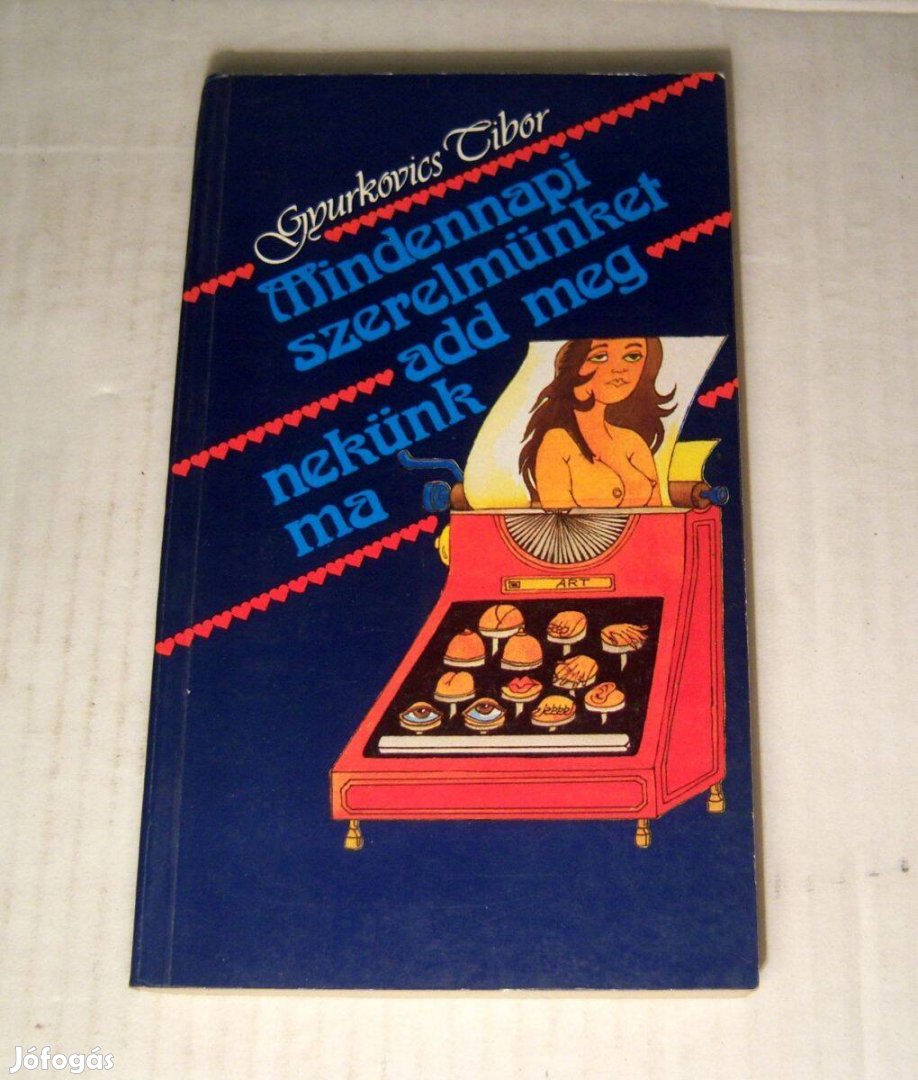 Gyurkovics Tibor
Mindennapi
szerelmünket
add meg
nekünk
ma
ART
Jófogás